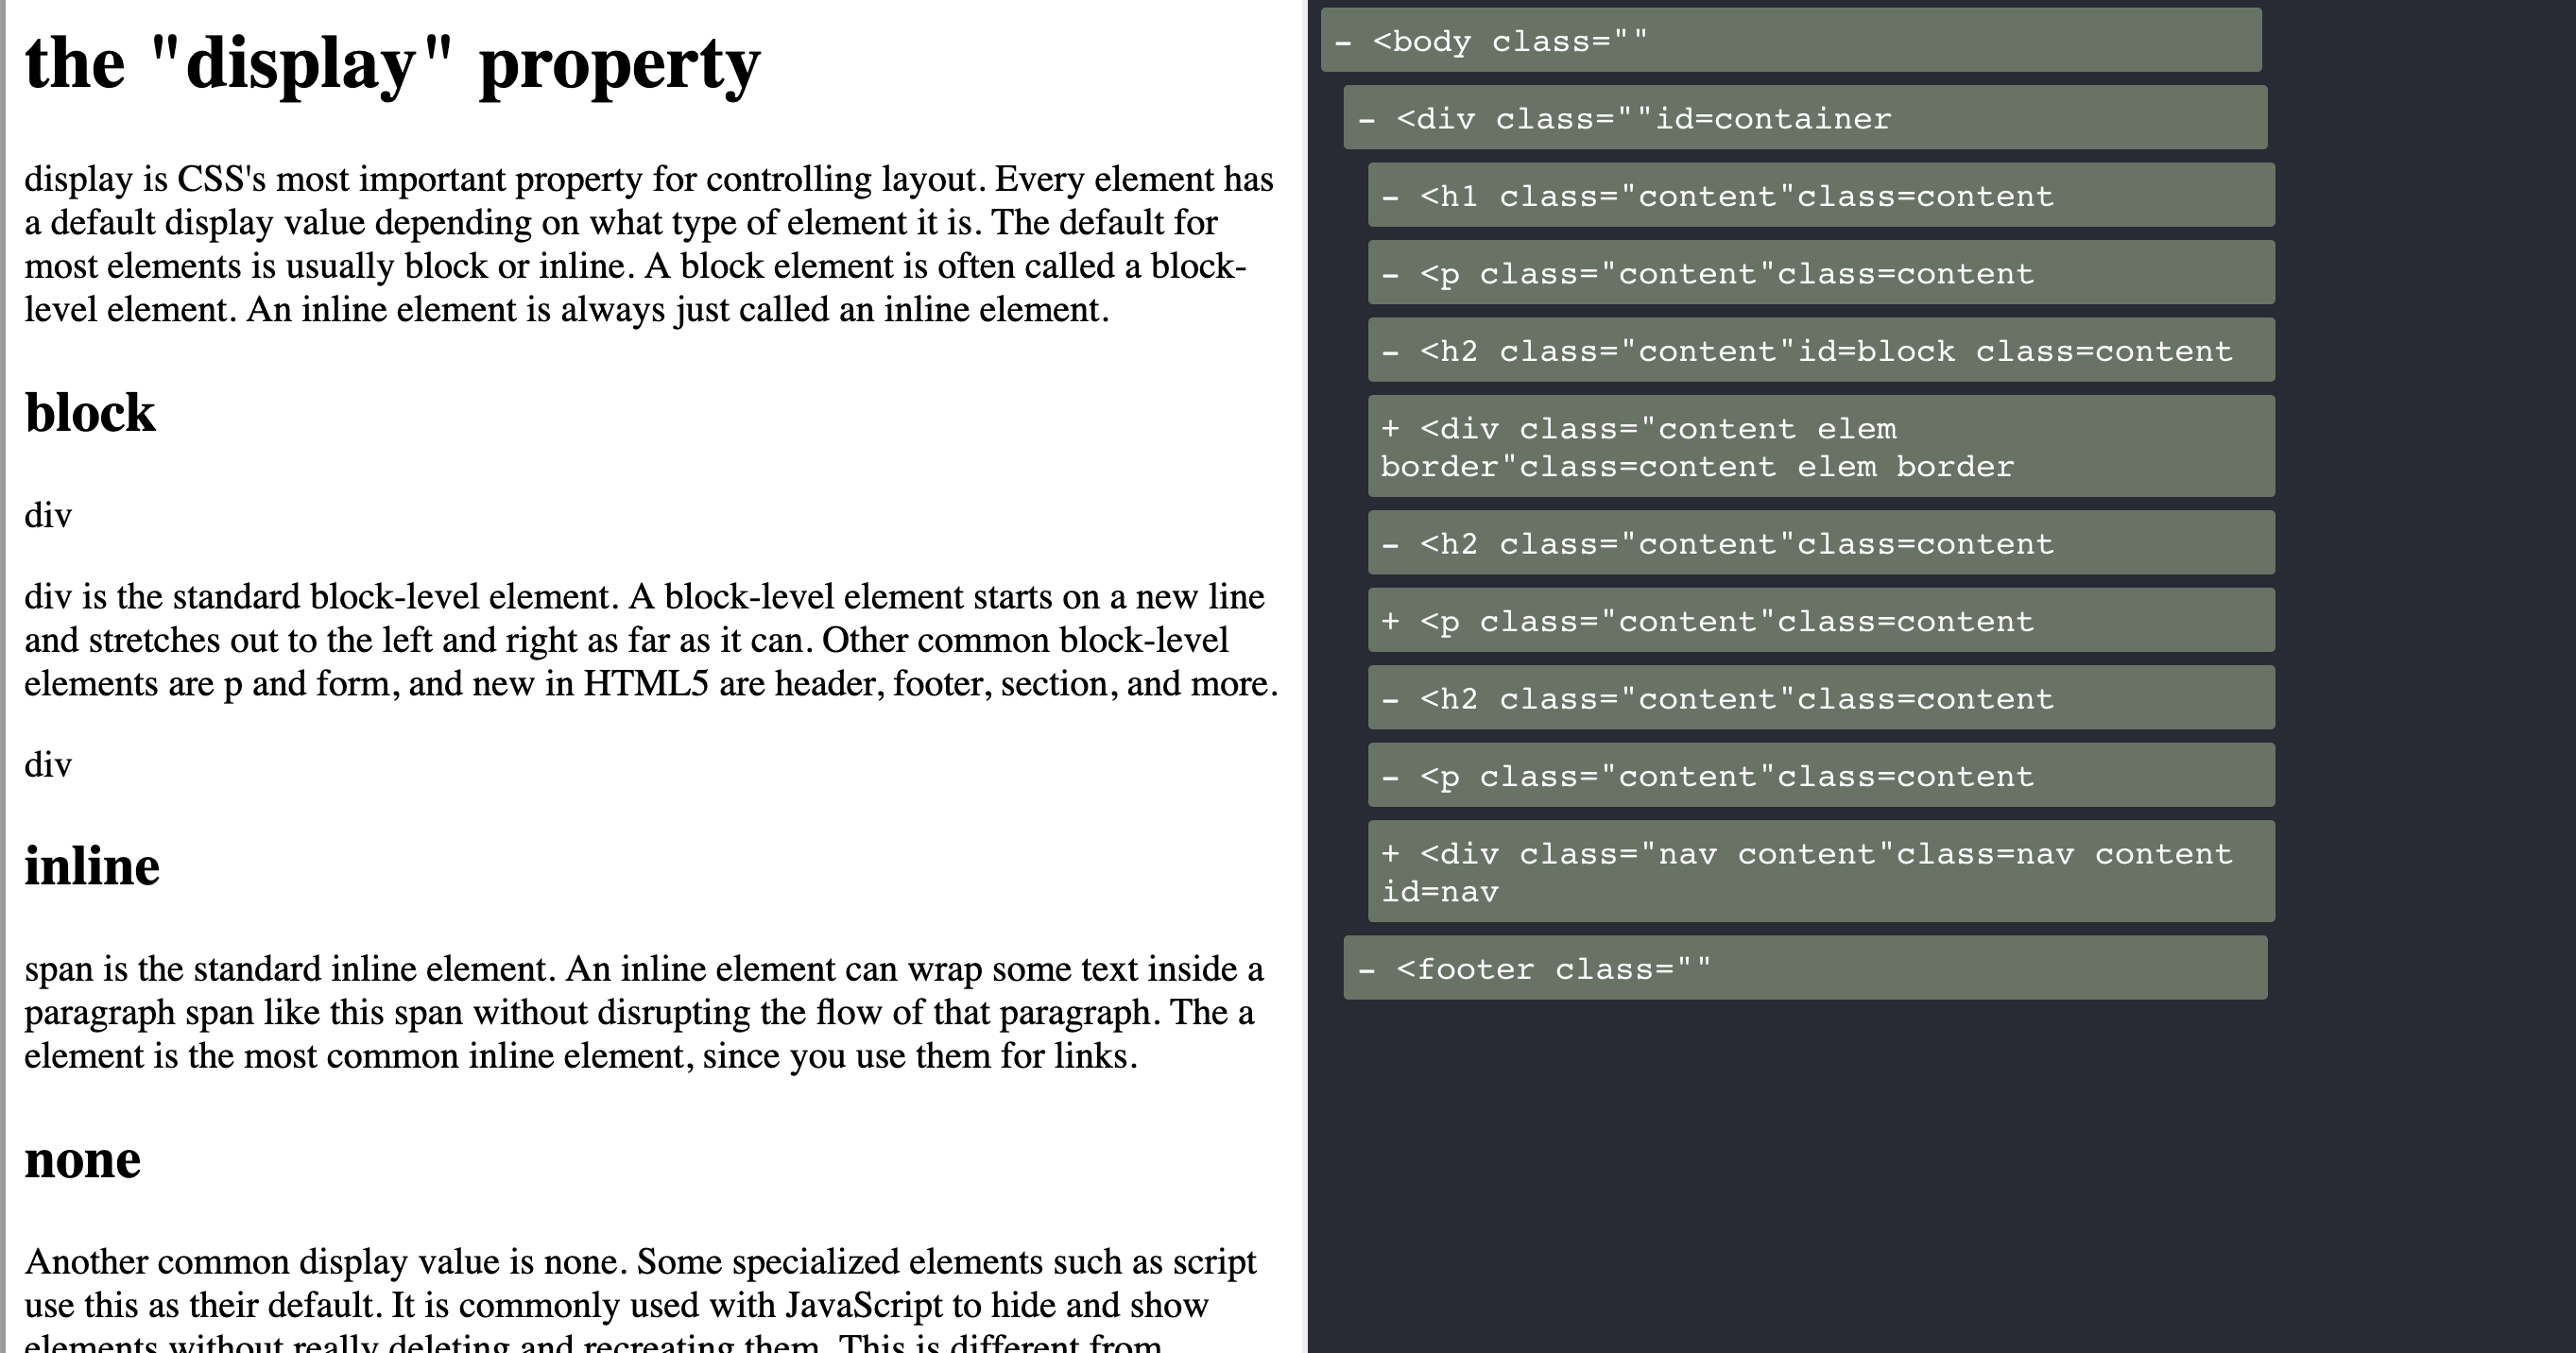 the "display" property
display is CSS's most important property for controlling layout. Every element has
a default display value depending on what type of element it is. The default for
most elements is usually block or inline. A block element is often called a block-
level element. An inline element is always just called an inline element.
block
div
div is the standard block-level element. A block-level element starts on a new line
and stretches out to the left and right as far as it can. Other common block-level
elements are p and form, and new in HTML5 are header, footer, section, and more.
div
inline
span is the standard inline element. An inline element can wrap some text inside a
paragraph span like this span without disrupting the flow of that paragraph. The a
element is the most common inline element, since you use them for links.
none
Another common display value is none. Some specialized elements such as script
use this as their default. It is commonly used with JavaScript to hide and show
elements without really deleting and recreating them. This is different from
- <body class=""
- <div class=""id=container
- <h1 class="content"class=content
- <p class="content"class=content
- <h2 class="content"id=block class=content
+ <div class="content elem
border"class=content elem border
- <h2 class="content"class=content
+ <p class="content"class=content
- <h2 class="content"class=content
- <p class="content"class=content
+ <div class="nav content"class=nav content
id=nav
- <footer class=""